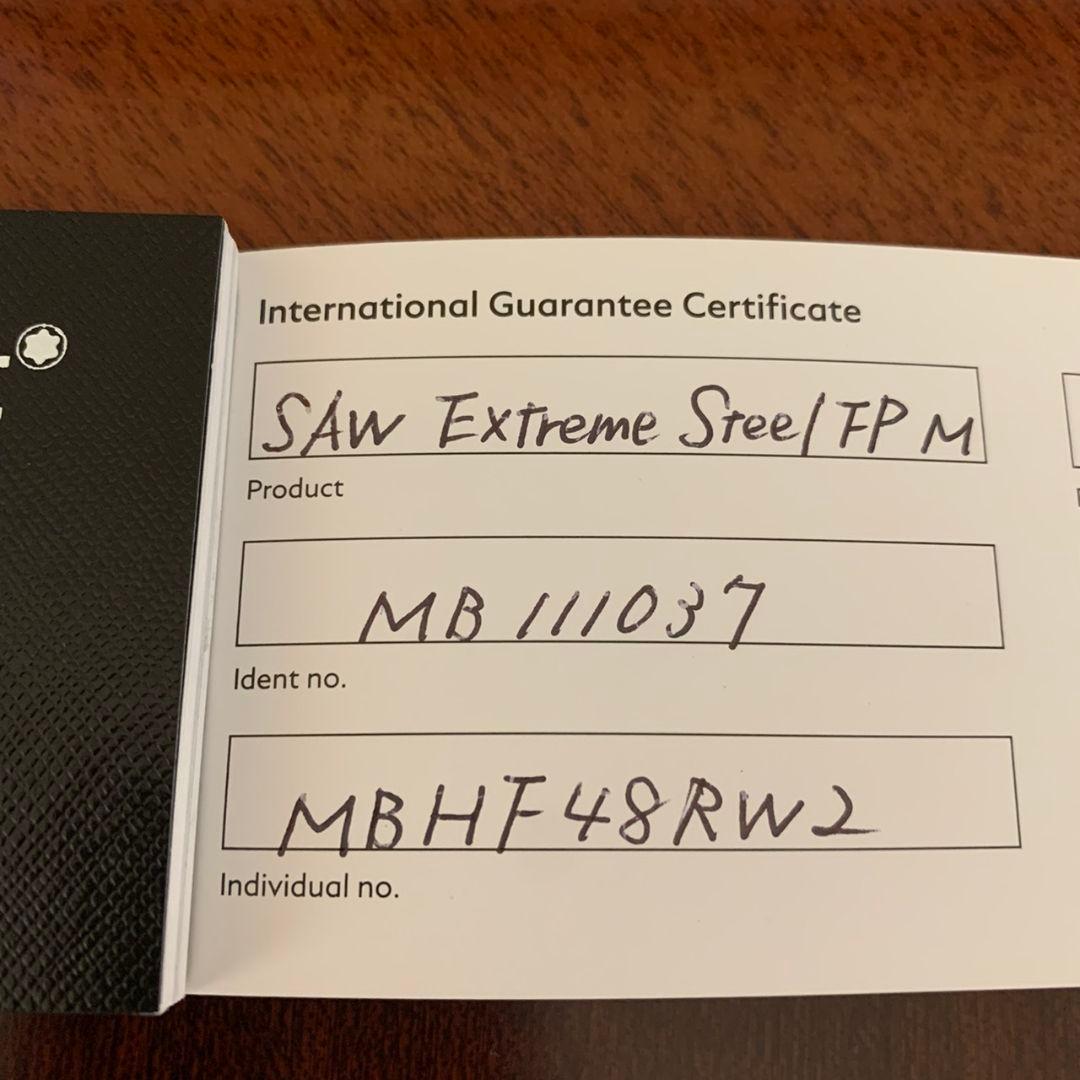 International Guarantee Certificate
SAW Extreme Steel FP M
Product
MB 111037
Ident no.
MBHF48RW2
Individual no.